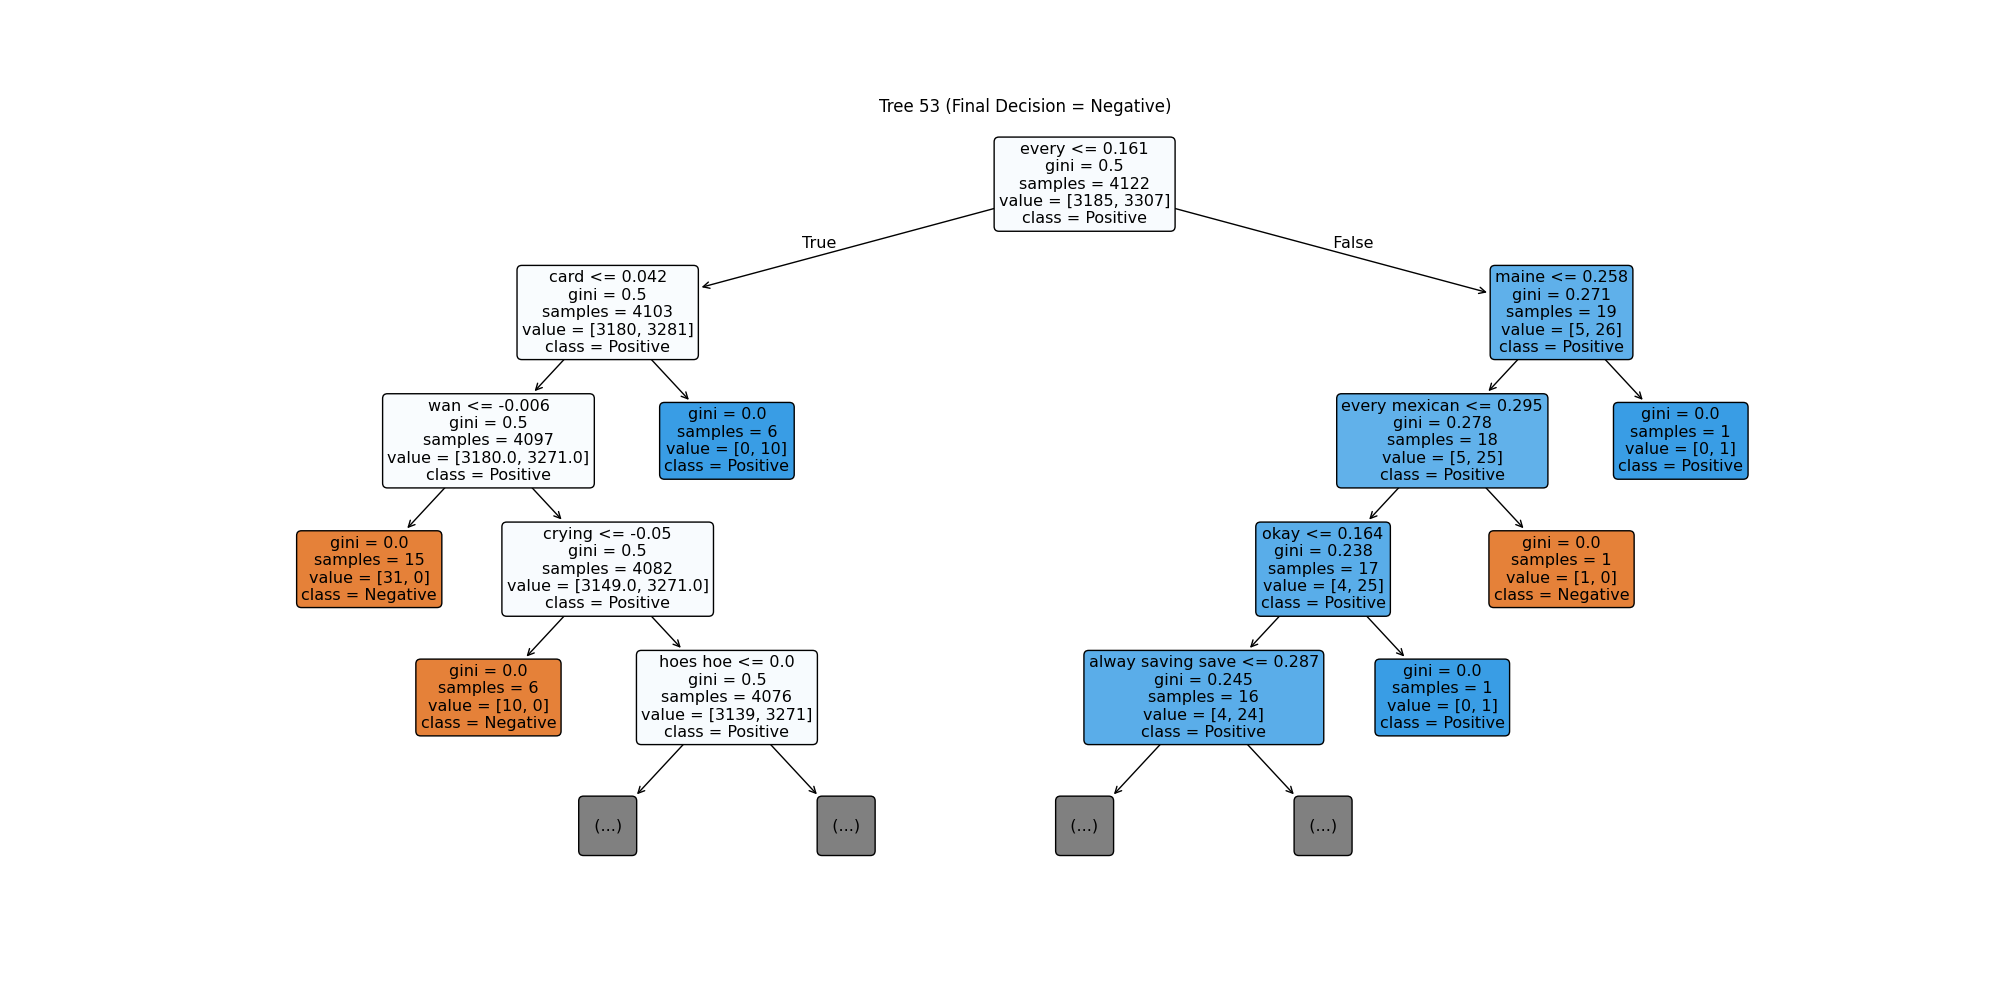 Tree 53 (Final Decision = Negative)
every <= 0.161
gini = 0.5
samples = 4122
value = [3185, 3307]
class = Positive
True
False
card <= 0.042
gini = 0.5
samples = 4103
value = [3180, 3281]
class = Positive
maine <= 0.258
gini = 0.271
samples = 19
value = [5, 26]
class = Positive
wan <= -0.006
gini = 0.5
samples = 4097
value = [3180.0, 3271.0]
class = Positive
gini = 0.0
samples = 6
value = [0, 10]
class = Positive
every mexican <= 0.295
gini = 0.278
samples = 18
value = [5, 25]
class = Positive
gini = 0.0
samples = 1
value = [0, 1]
class = Positive
gini = 0.0
samples = 15
value = [31, 0]
class = Negative
crying <= -0.05
gini = 0.5
samples = 4082
value = [3149.0, 3271.0]
class = Positive
okay <= 0.164
gini = 0.238
samples = 17
value = [4, 25]
class = Positive
gini = 0.0
samples = 1
value = [1, 0]
class = Negative
gini = 0.0
samples = 6
value = [10, 0]
class = Negative
hoes hoe <= 0.0
gini = 0.5
samples = 4076
value = [3139, 3271]
class = Positive
alway saving save <= 0.287
gini = 0.245
samples = 16
value = [4, 24]
class = Positive
gini = 0.0
samples = 1
value = [0, 1]
class = Positive
(...)
(...)
(...)
(...)